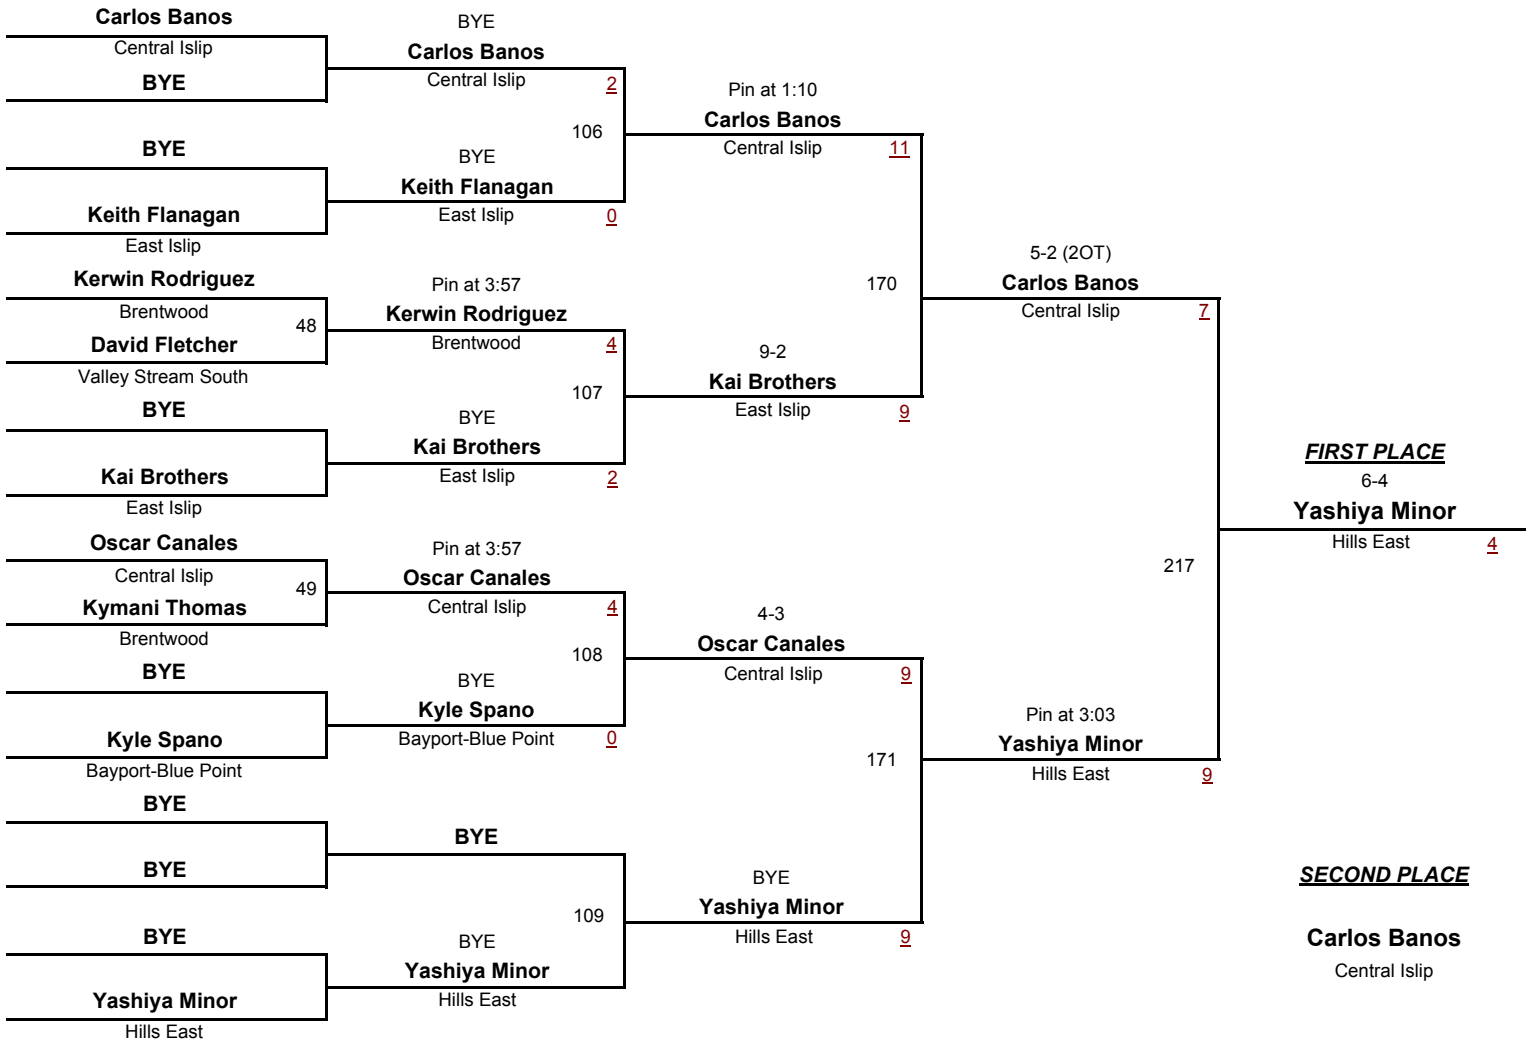 Carlos Banos
Central Islip
BYE
BYE
Keith Flanagan
East Islip
Kerwin Rodriguez
Brentwood
48
David Fletcher
Valley Stream South
BYE
Kai Brothers
East Islip
Oscar Canales
Central Islip
49
Kymani Thomas
Brentwood
BYE
Kyle Spano
Bayport-Blue Point
BYE
BYE
BYE
Yashiya Minor
Hills East
BYE
Carlos Banos
Central Islip
2
106
BYE
Keith Flanagan
East Islip
0
Pin at 3:57
Kerwin Rodriguez
Brentwood
4
107
BYE
Kai Brothers
East Islip
2
Pin at 3:57
Oscar Canales
Central Islip
4
108
BYE
Kyle Spano
Bayport-Blue Point
0
BYE
109
BYE
Yashiya Minor
Hills East
Pin at 1:10
Carlos Banos
Central Islip
11
170
9-2
Kai Brothers
East Islip
9
4-3
Oscar Canales
Central Islip
9
171
BYE
Yashiya Minor
Hills East
9
5-2 (2OT)
Carlos Banos
Central Islip
7
217
Pin at 3:03
Yashiya Minor
Hills East
9
FIRST PLACE
6-4
Yashiya Minor
Hills East
4
SECOND PLACE
Carlos Banos
Central Islip